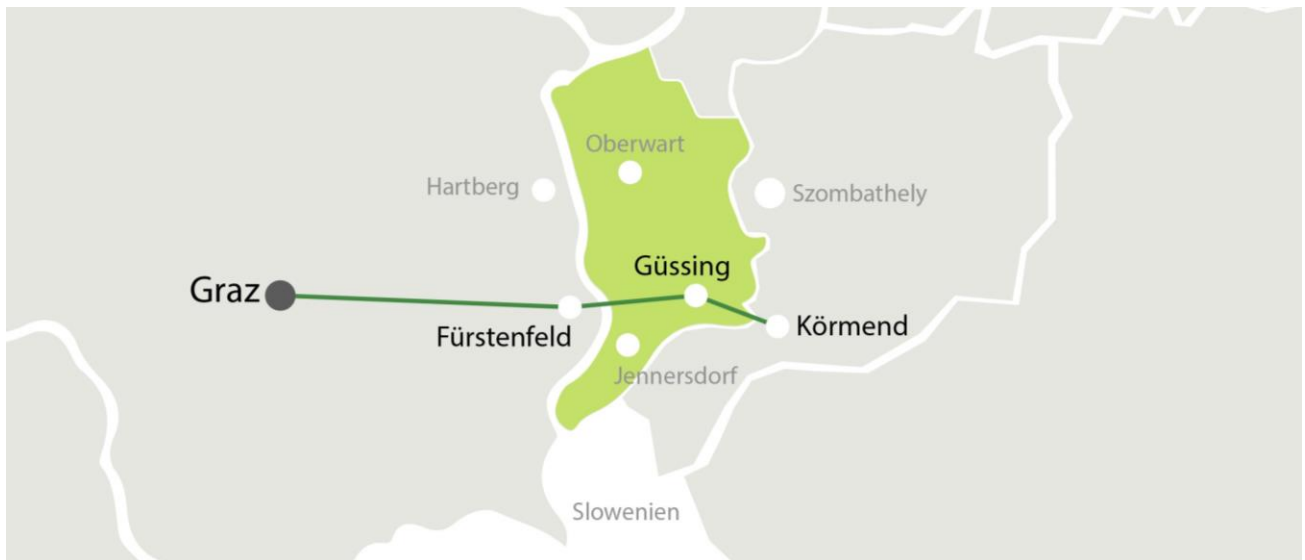 Oberwart
Hartberg
Szombathely
Güssing
Graz
Körmend
Fürstenfeld
Jennersdorf
Slowenien